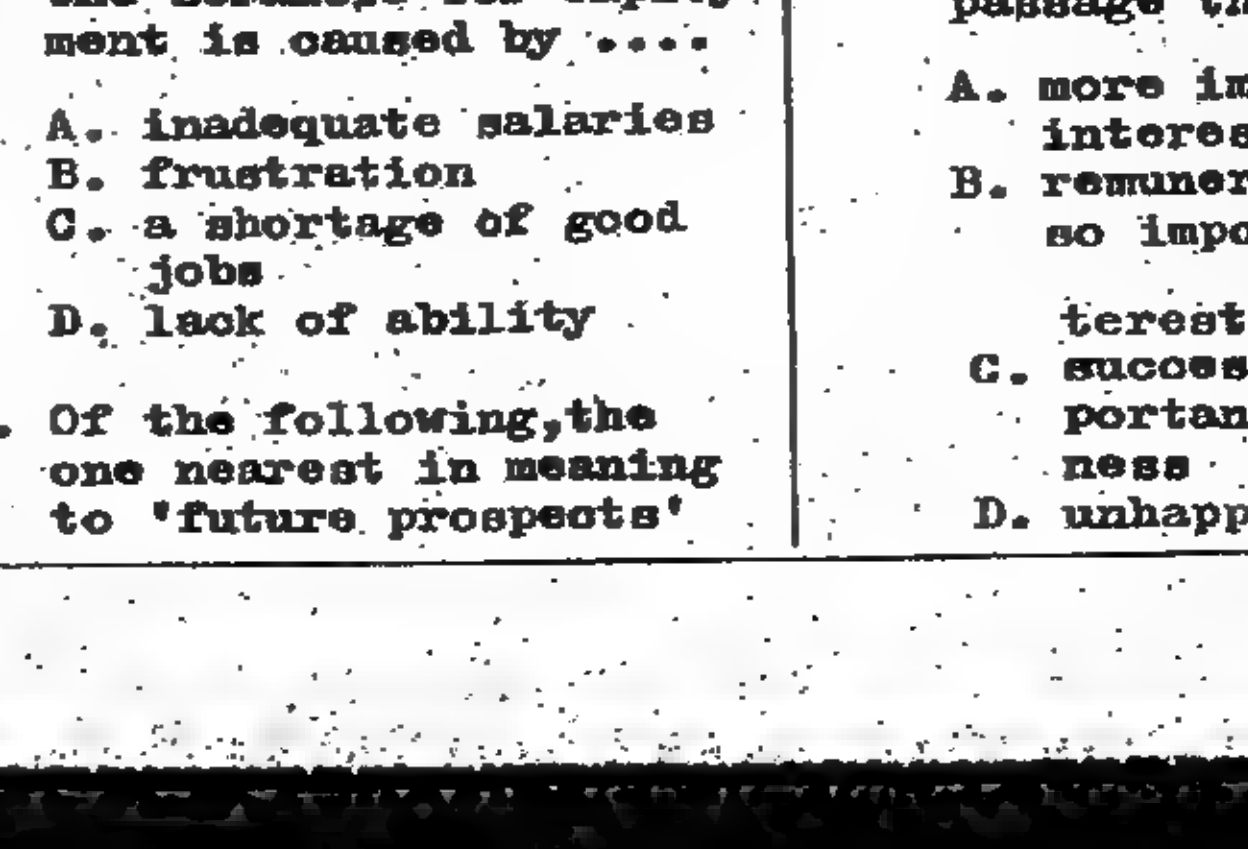 ment is caused by ....
A. inadequate salaries
B. frustration
C. a shortage of good
jobs
D. lack of ability
. Of the following,the
one nearest in meaning
to 'future prospects'
passage th
A. more im
interes
B. remuner
so impo
terest
C. succes
portan
ness
D. unhapp